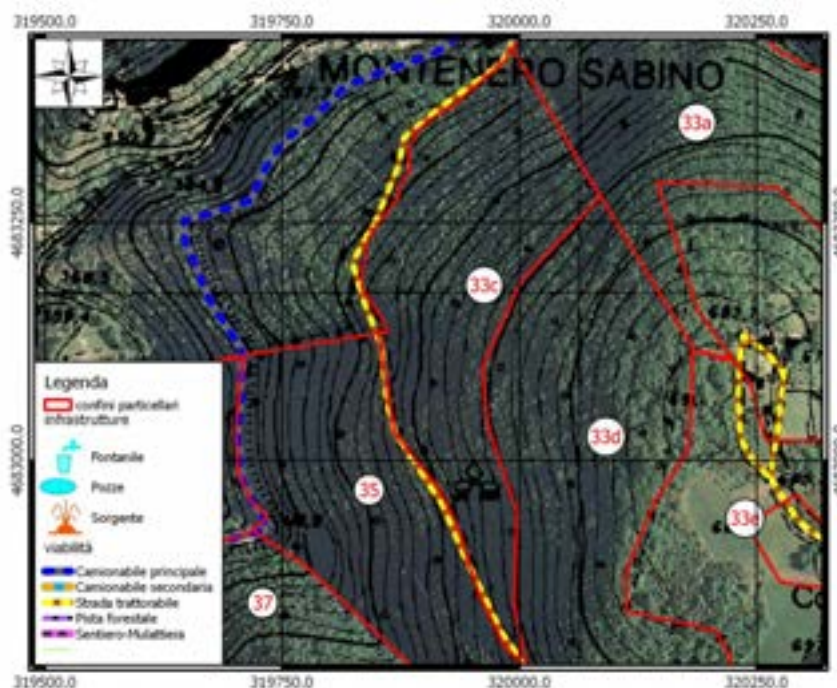 319500.0 319750.0 320000.0 320250.0
MONTENERO SABINO
33a
4683250.0
33c
Legenda
confini particellari
infrastrutture
Fontanile
Pozze
Sorgente
viabilità
Camionabile principale
Camionabile secondaria
Strada trattorabile
Pista forestale
Sentiero-Mulattiera
4683000.0
33d
35
33e
37
319500.0 319750.0 320000.0 320250.0